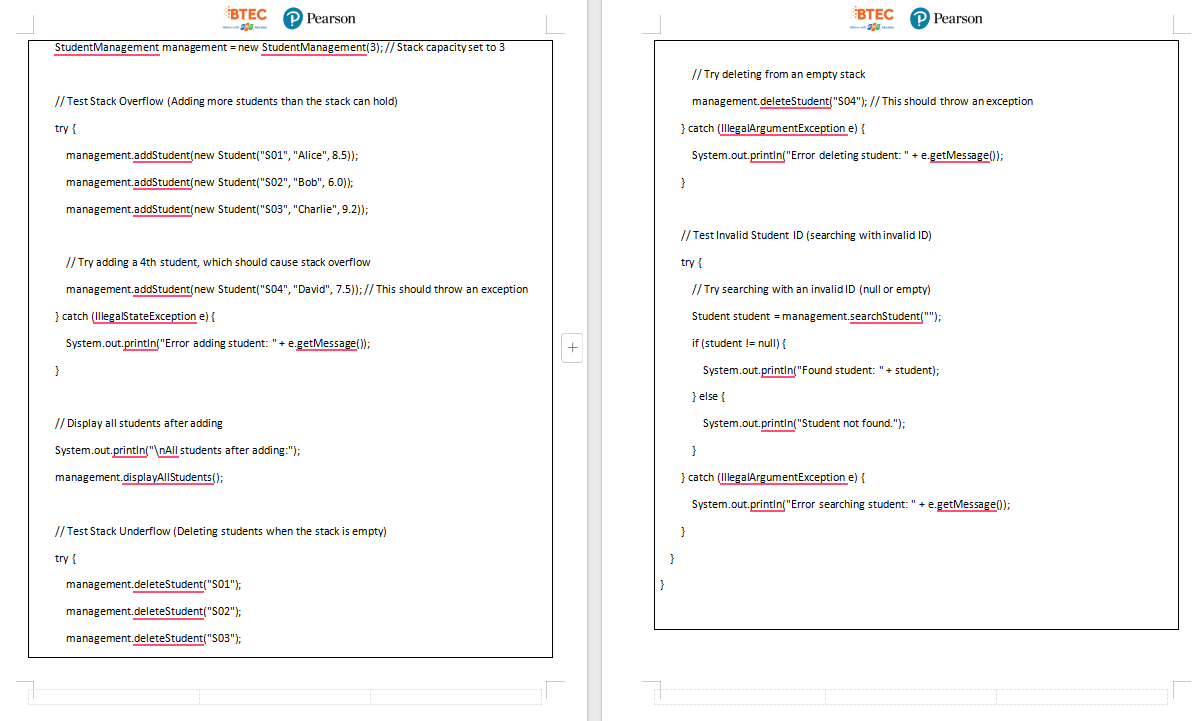 BTEC Pearson
StudentManagement management = new StudentManagement(3); // Stack capacity set to 3
// Test Stack Overflow (Adding more students than the stack can hold)
try {
management.addStudent(new Student("S01", "Alice", 8.5));
management.addStudent(new Student("S02", "Bob", 6.0));
management.addStudent(new Student("S03", "Charlie", 9.2));
// Try adding a 4th student, which should cause stack overflow
management.addStudent(new Student("S04", "David", 7.5)); // This should throw an exception
} catch (IllegalStateException e) {
System.out.println("Error adding student: " + e.getMessage());
}
// Display all students after adding
System.out.println("\nAll students after adding:");
management.displayAllStudents();
// Test Stack Underflow (Deleting students when the stack is empty)
try {
management.deleteStudent("S01");
management.deleteStudent("S02");
management.deleteStudent("S03");
BTEC Pearson
// Try deleting from an empty stack
management.deleteStudent("S04"); // This should throw an exception
} catch (IllegalArgumentException e) {
System.out.println("Error deleting student: " + e.getMessage());
}
// Test Invalid Student ID (searching with invalid ID)
try {
// Try searching with an invalid ID (null or empty)
Student student = management.searchStudent("");
if (student != null) {
System.out.println("Found student: " + student);
} else {
System.out.println("Student not found.");
}
} catch (IllegalArgumentException e) {
System.out.println("Error searching student: " + e.getMessage());
}
}
}